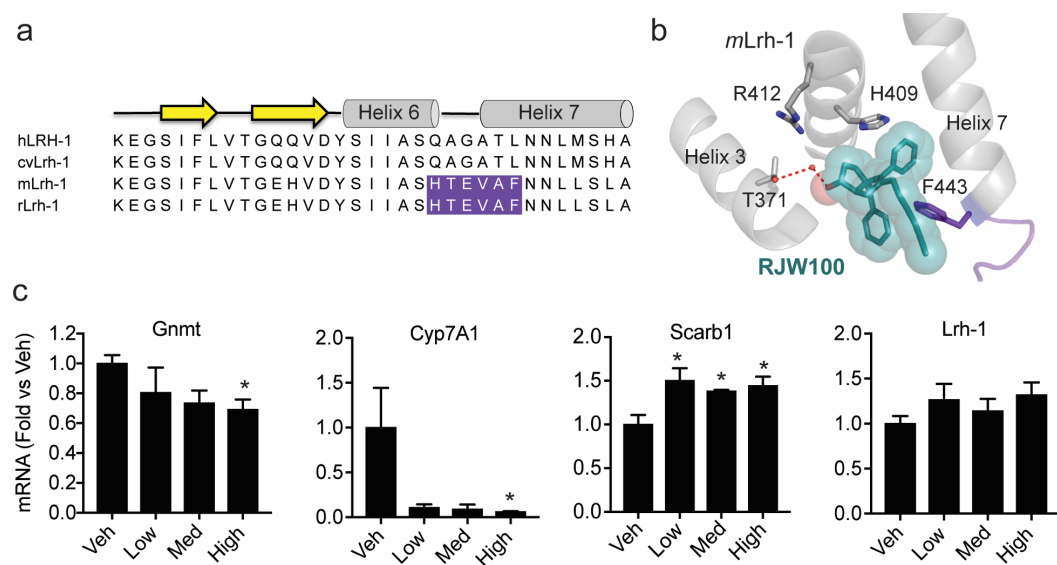 a
Helix 6 Helix 7
hLRH-1 K E G S I F L V T G Q Q V D Y S I I A S Q A G A T L N N L M S H A
cvLrh-1 K E G S I F L V T G Q Q V D Y S I I A S Q A G A T L N N L M S H A
mLrh-1 K E G S I F L V T G E H V D Y S I I A S H T E V A F N N L L S L A
rLrh-1 K E G S I F L V T G E H V D Y S I I A S H T E V A F N N L L S L A
b
mLrh-1
R412 H409
Helix 7
Helix 3
T371 F443
RJW100
c
mRNA (Fold vs Veh)
Gnmt
1.2
1.0
0.8
0.6
0.4
0.2
0.0
*
Veh Low Med High
Cyp7A1
2.0
1.5
1.0
0.5
0.0
*
Veh Low Med High
Scarb1
2.0
1.5
1.0
0.5
0.0
* * *
Veh Low Med High
Lrh-1
2.0
1.5
1.0
0.5
0.0
Veh Low Med High